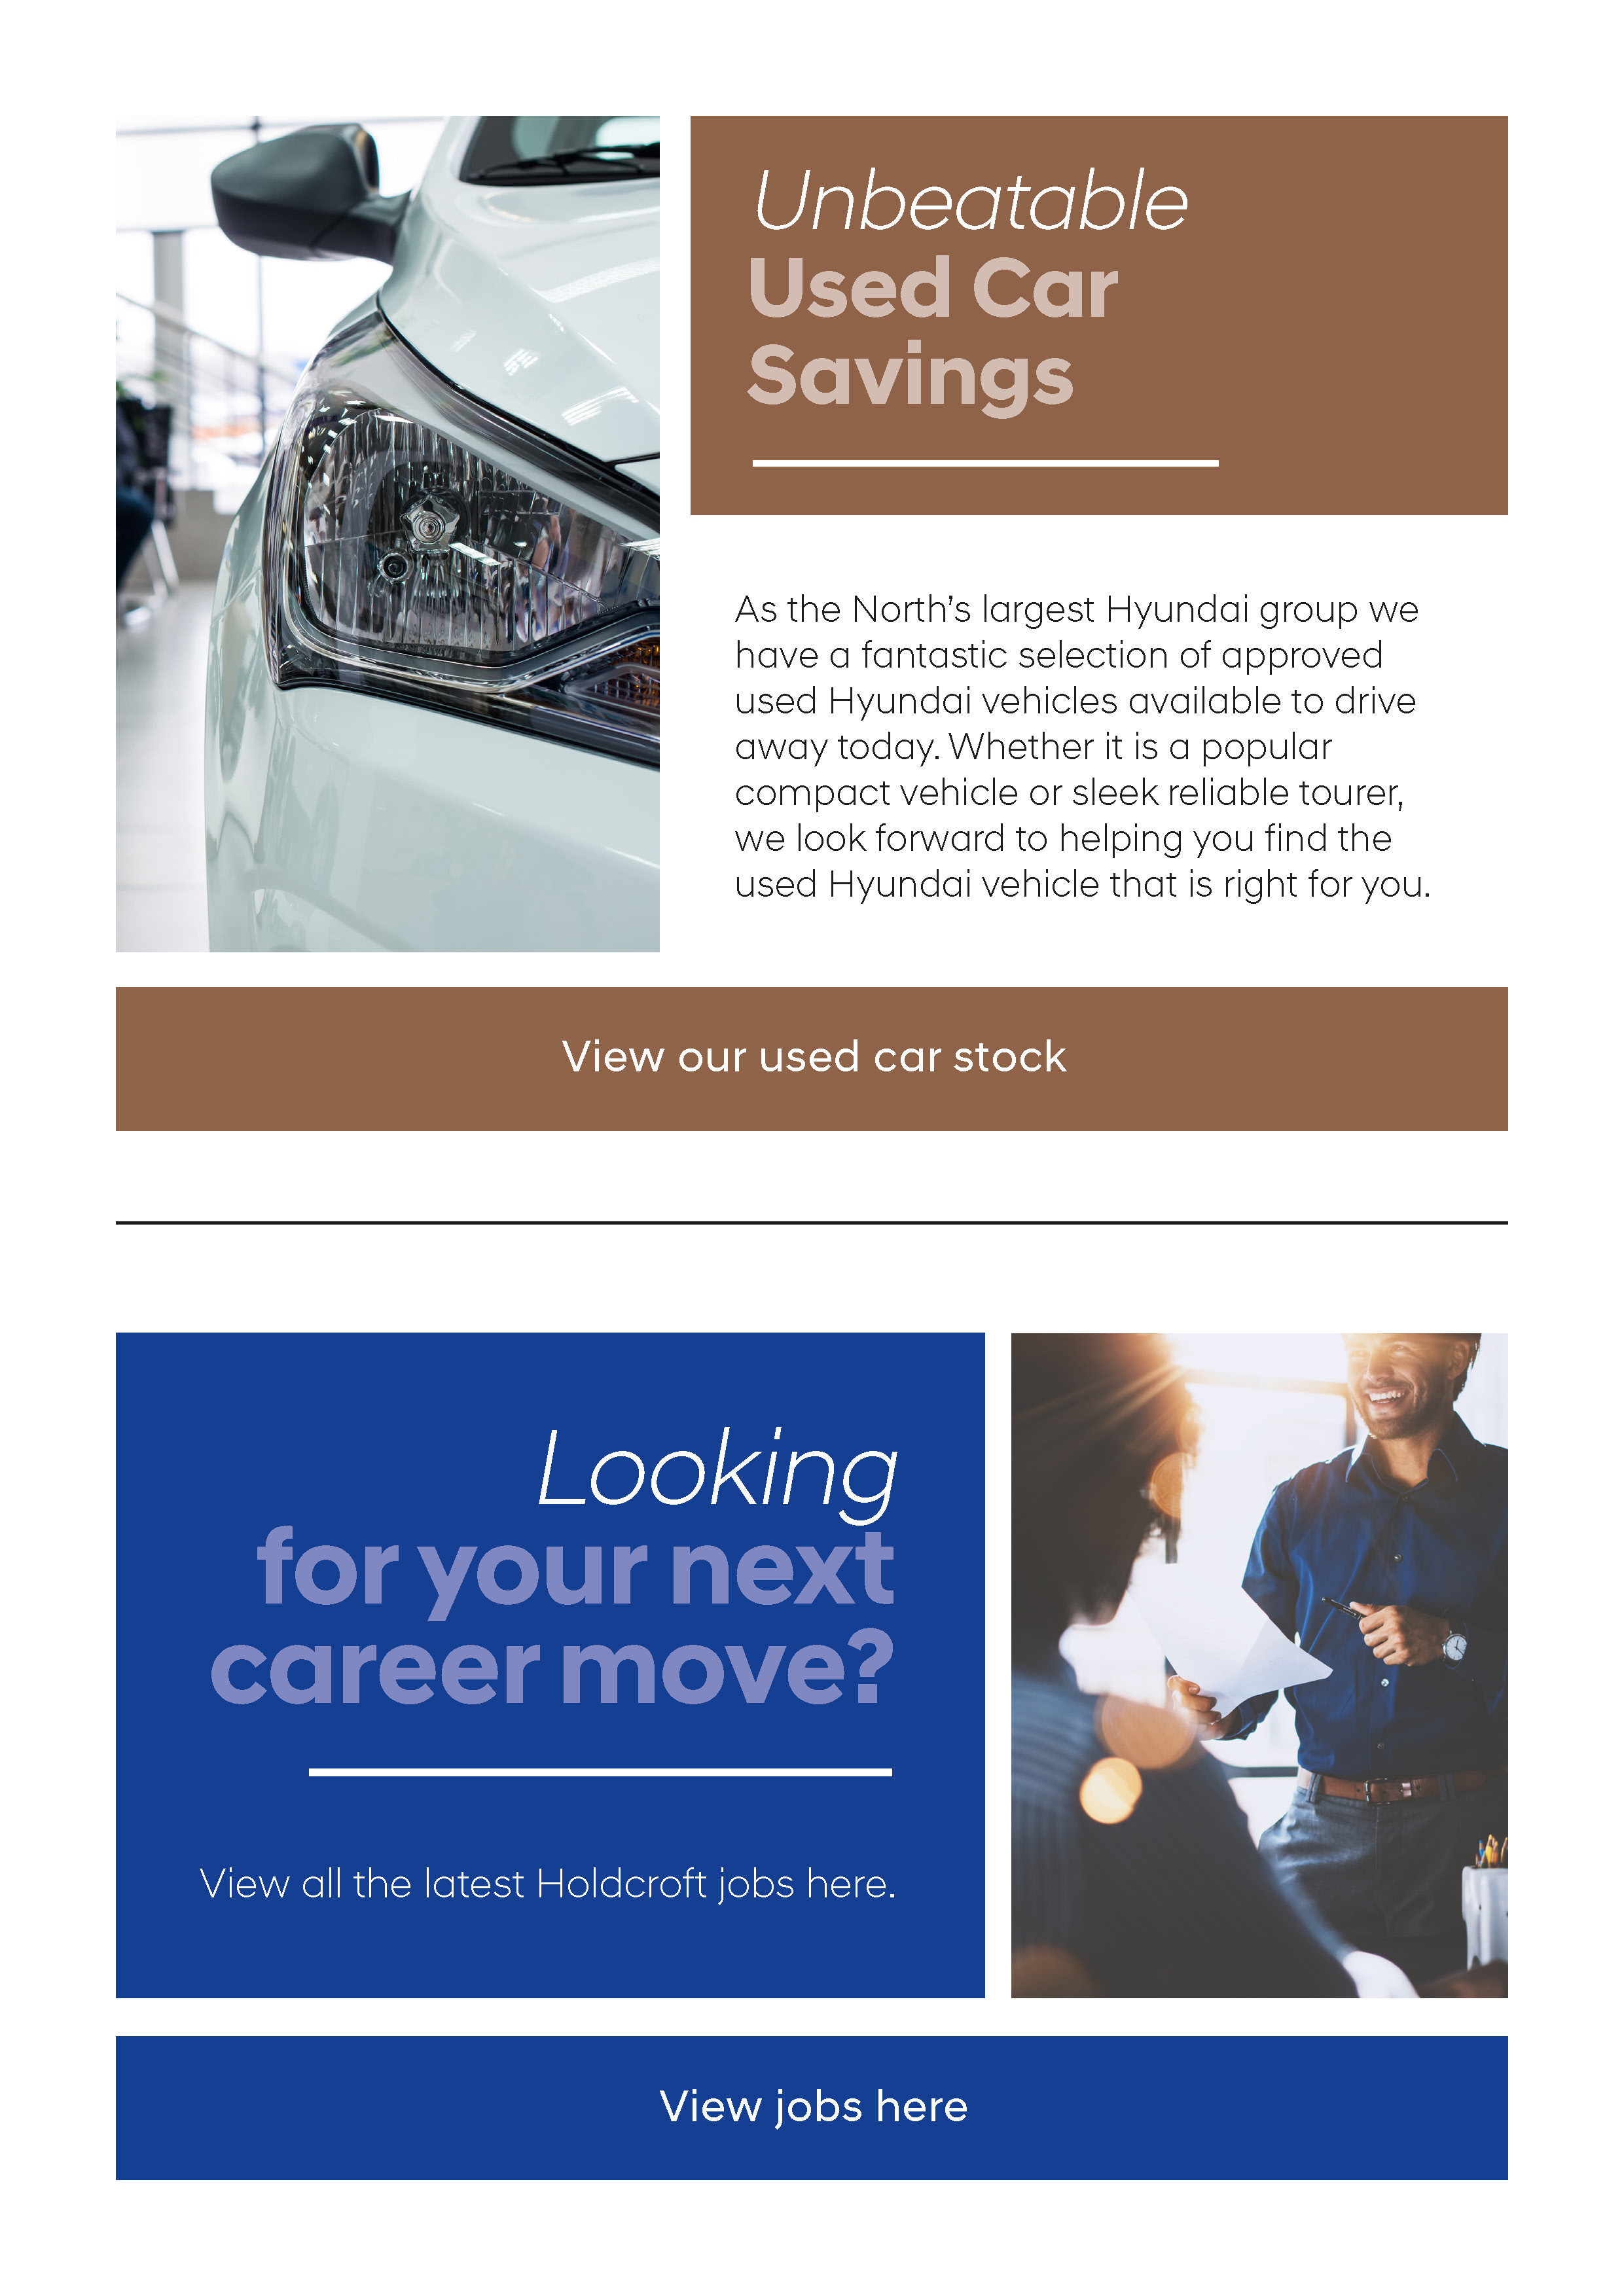 Unbeatable
Used Car
Savings
As the North’s largest Hyundai group we
have a fantastic selection of approved
used Hyundai vehicles available to drive
away today. Whether it is a popular
compact vehicle or sleek reliable tourer,
we look forward to helping you find the
used Hyundai vehicle that is right for you.
View our used car stock
Looking
for your next
career move?
View all the latest Holdcroft jobs here.
View jobs here